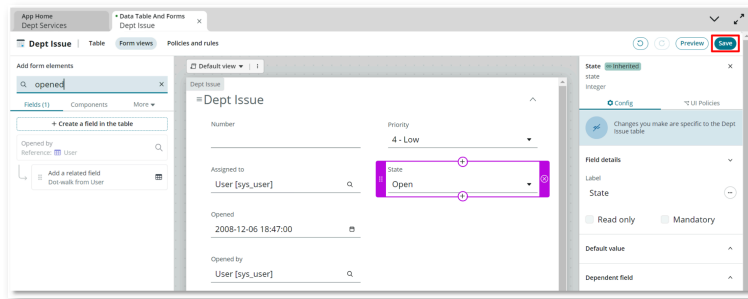 App Home
Dept Services
• Data Table And Forms
Dept Issue
Dept Issue
Table
Form views
Policies and rules
Preview
Save
Add form elements
opened
Fields (1)
Components
More
+ Create a field in the table
Opened by
Reference: User
Add a related field
Dot-walk from User
Default view
Dept Issue
Dept Issue
Number
Priority
4 - Low
Assigned to
User [sys_user]
State
Open
Opened
2008-12-06 18:47:00
Opened by
User [sys_user]
State
Inherited
state
Integer
Config
UI Policies
Changes you make are specific to the Dept
Issue table
Field details
Label
State
Read only
Mandatory
Default value
Dependent field